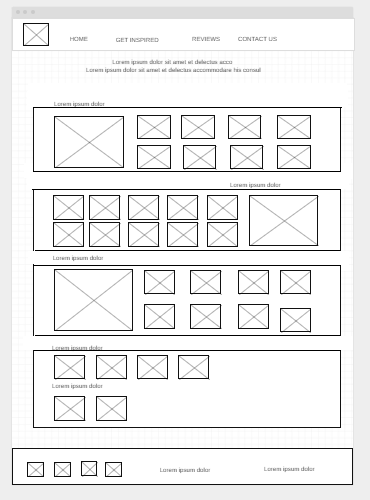 HOME GET INSPIRED REVIEWS CONTACT US
Lorem ipsum dolor sit amet et delectus acco
Lorem ipsum dolor sit amet et delectus accommodare his consul
Lorem ipsum dolor
Lorem ipsum dolor
Lorem ipsum dolor
Lorem ipsum dolor
Lorem ipsum dolor
Lorem ipsum dolor Lorem ipsum dolor